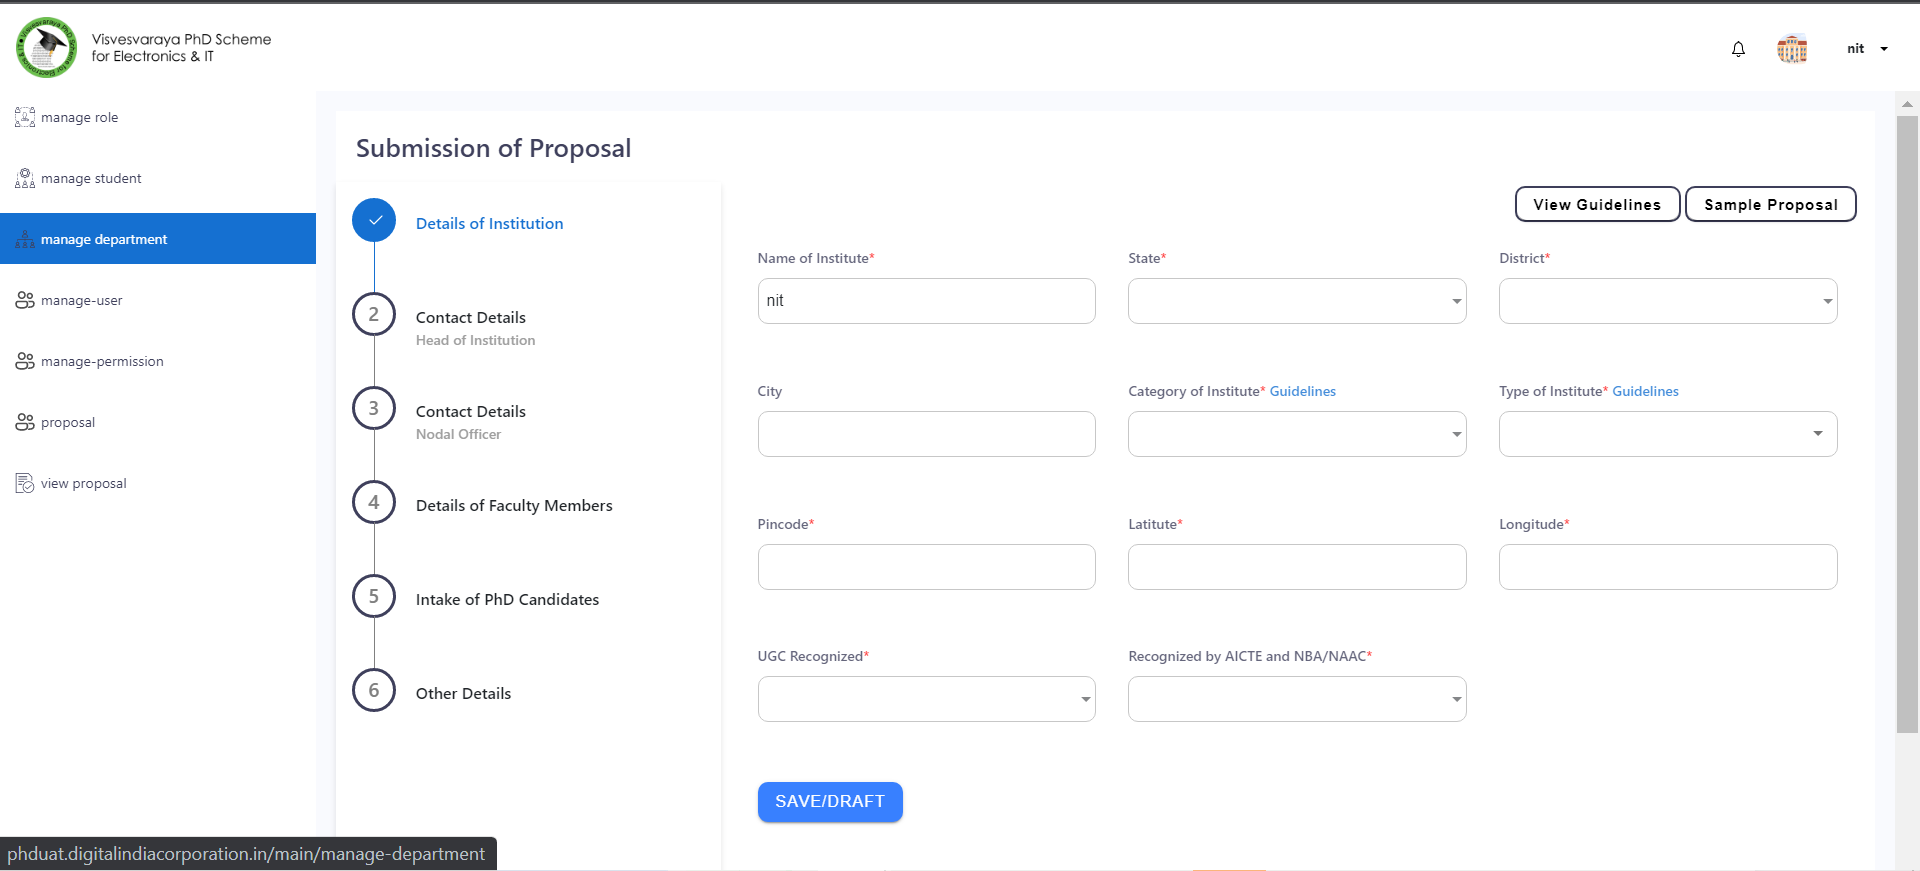 Visvesvaraya PhD Scheme
for Electronics & IT
nit
manage role
manage student
manage department
manage-user
manage-permission
proposal
view proposal
Submission of Proposal
Details of Institution
2
Contact Details
Head of Institution
3
Contact Details
Nodal Officer
4
Details of Faculty Members
5
Intake of PhD Candidates
6
Other Details
View Guidelines
Sample Proposal
Name of Institute*
State*
District*
nit
City
Category of Institute* Guidelines
Type of Institute* Guidelines
Pincode*
Latitute*
Longitude*
UGC Recognized*
Recognized by AICTE and NBA/NAAC*
SAVE/DRAFT
phduat.digitalindiacorporation.in/main/manage-department